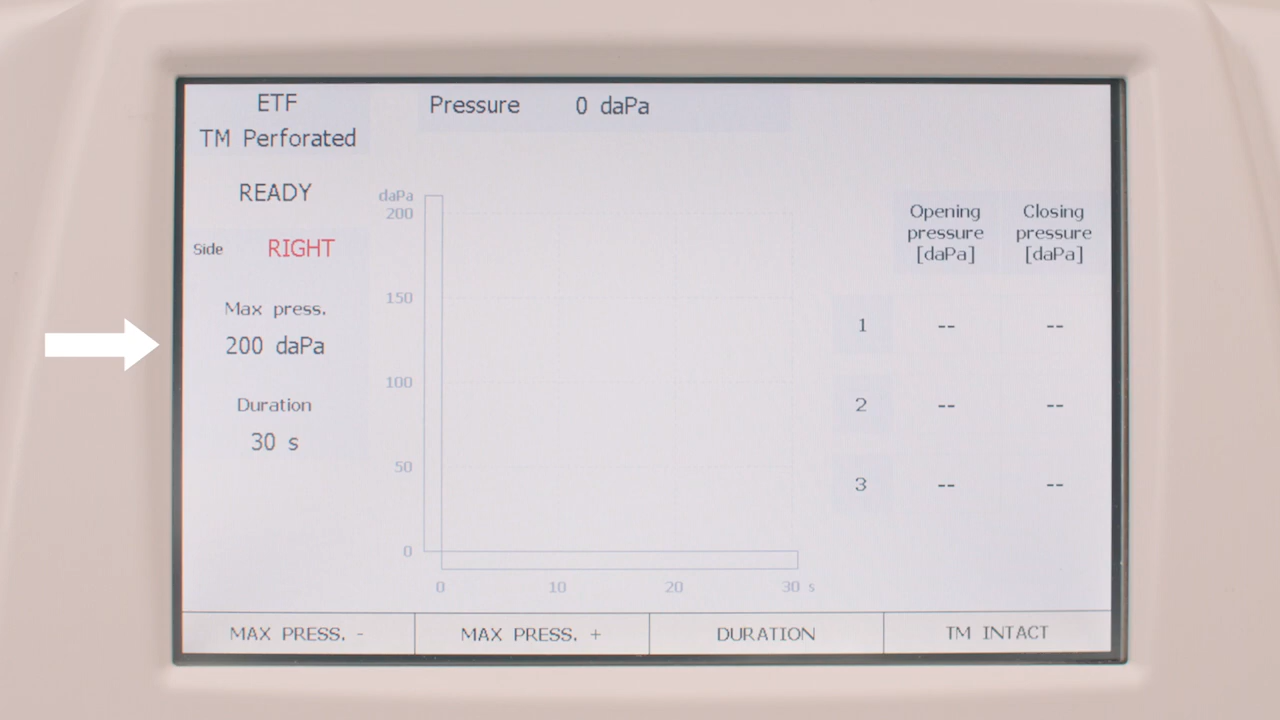 ETF
TM Perforated
Pressure 0 daPa
READY
Side RIGHT
Max press.
200 daPa
Duration
30 s
daPa
200
150
100
50
0
0 10 20 30 s
Opening pressure [daPa]
Closing pressure [daPa]
1 -- --
2 -- --
3 -- --
MAX PRESS. -
MAX PRESS. +
DURATION
TM INTACT